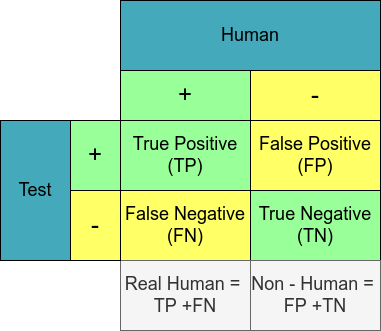 Human
+ -
+ True Positive False Positive
(TP) (FP)
Test
- False Negative True Negative
(FN) (TN)
Real Human = Non - Human =
TP +FN FP +TN